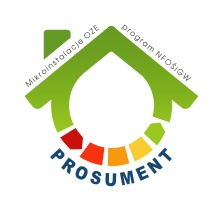 Mikroinstalacje OZE
program NFOŚiGW
PROSUMENT